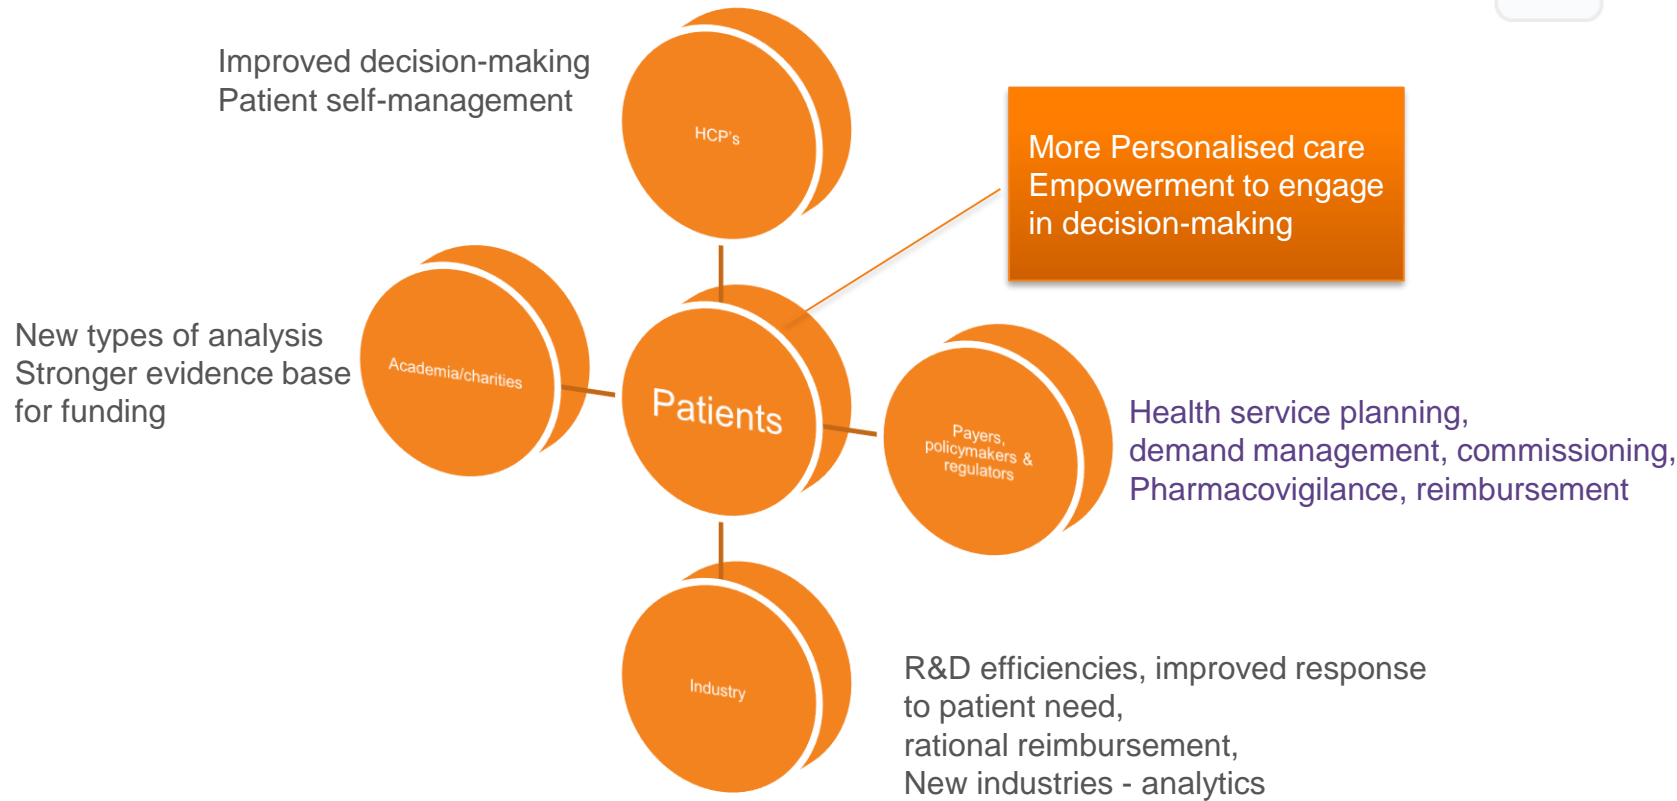 Improved decision-making
Patient self-management
HCP's
More Personalised care
Empowerment to engage
in decision-making
New types of analysis
Stronger evidence base
for funding
Academia/charities
Patients
Payers,
policymakers &
regulators
Health service planning,
demand management, commissioning,
Pharmacovigilance, reimbursement
Industry
R&D efficiencies, improved response
to patient need,
rational reimbursement,
New industries - analytics